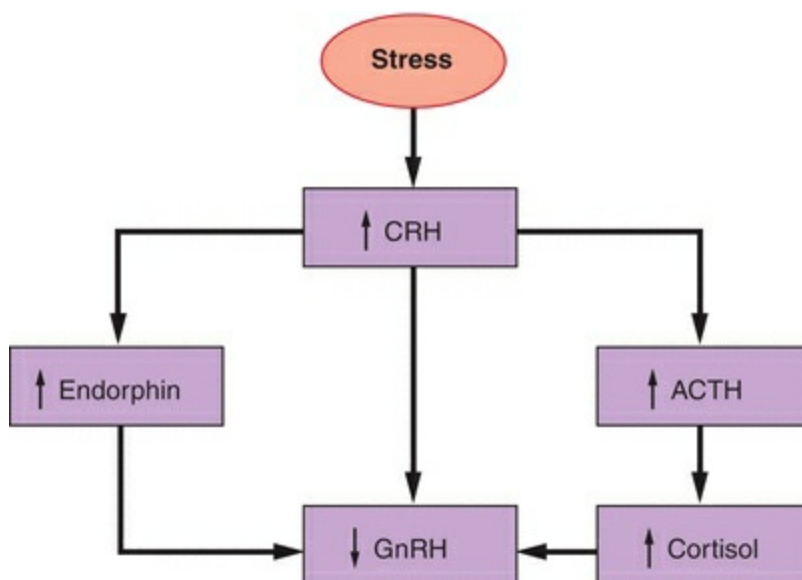 Stress
↑ CRH
↑ Endorphin
↑ ACTH
↓ GnRH
↑ Cortisol